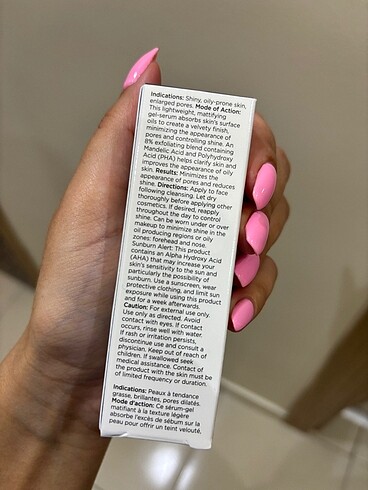 Indications: Shiny, oily-prone skin,
enlarged pores. Mode of Action:
This lightweight, mattifying
gel-serum absorbs skin's surface
oils to create a velvety finish,
minimizing the appearance of
pores and controlling shine. An
8% exfoliating blend containing
Mandelic Acid and Polyhydroxy
Acid (PHA) helps clarify skin and
improves the appearance of oily
skin. Results: Minimizes the
appearance of pores and reduces
shine. Directions: Apply to face
following cleansing. Let dry
thoroughly before applying other
cosmetics. If desired, reapply
throughout the day to control
shine. Can be worn under or over
makeup to minimize shine in the
oil producing regions or oily
zones: forehead and nose.
Sunburn Alert: This product
contains an Alpha Hydroxy Acid
(AHA) that may increase your
skin's sensitivity to the sun and
particularly the possibility of
sunburn. Use a sunscreen, wear
protective clothing, and limit sun
exposure while using this product
and for a week afterwards.
Caution: For external use only.
Use only as directed. Avoid
contact with eyes. If contact
occurs, rinse well with water.
If rash or irritation persists,
discontinue use and consult a
physician. Keep out of reach of
children. If swallowed seek
medical assistance. Contact of
the product with the skin must be
of limited frequency or duration.
Indications: Peaux à tendance
grasse, brillantes, pores dilatés.
Mode d'action: Ce sérum-gel
matifiant à la texture légère
absorbe l'excès de sébum sur la
peau pour offrir un teint velouté,